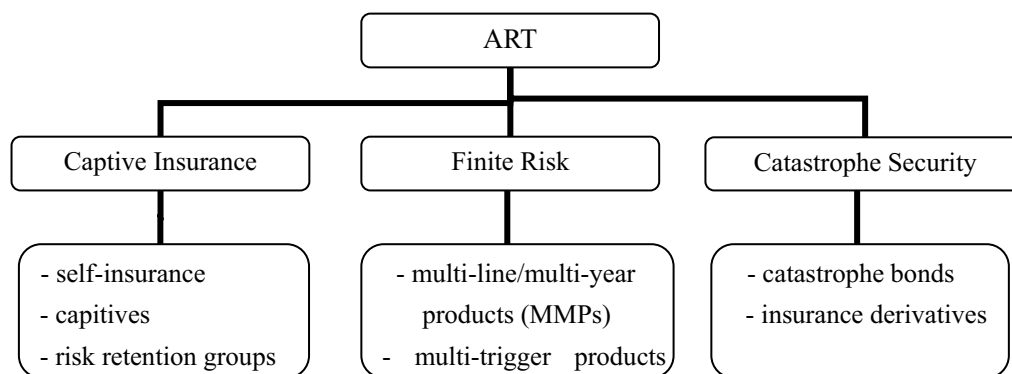 ART
Captive Insurance
Finite Risk
Catastrophe Security
- self-insurance
- capitives
- risk retention groups
- multi-line/multi-year
products (MMPs)
- multi-trigger products
- catastrophe bonds
- insurance derivatives